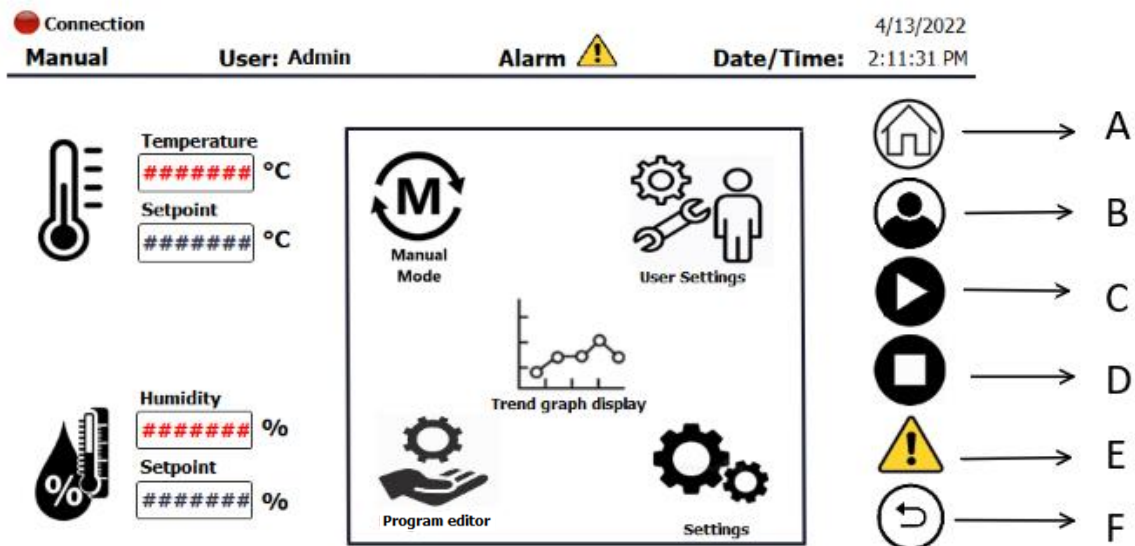 Connection
4/13/2022
Manual User: Admin Alarm Date/Time: 2:11:31 PM
A
B
C
D
E
F
Temperature
####### °C
Setpoint
####### °C
Humidity
####### %
Setpoint
####### %
%
M
Manual
Mode
User Settings
Trend graph display
Program editor
Settings